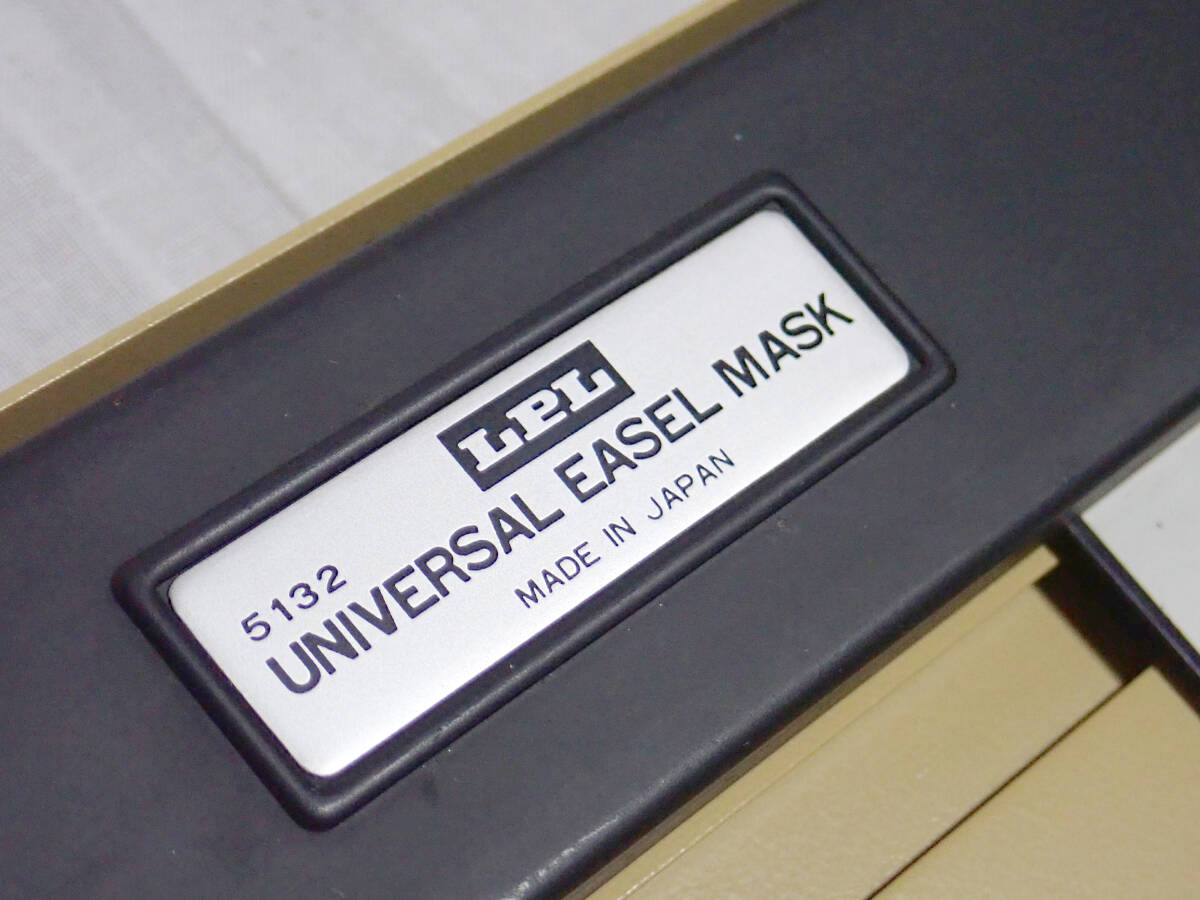 LPL
5132
UNIVERSAL EASEL MASK
MADE IN JAPAN